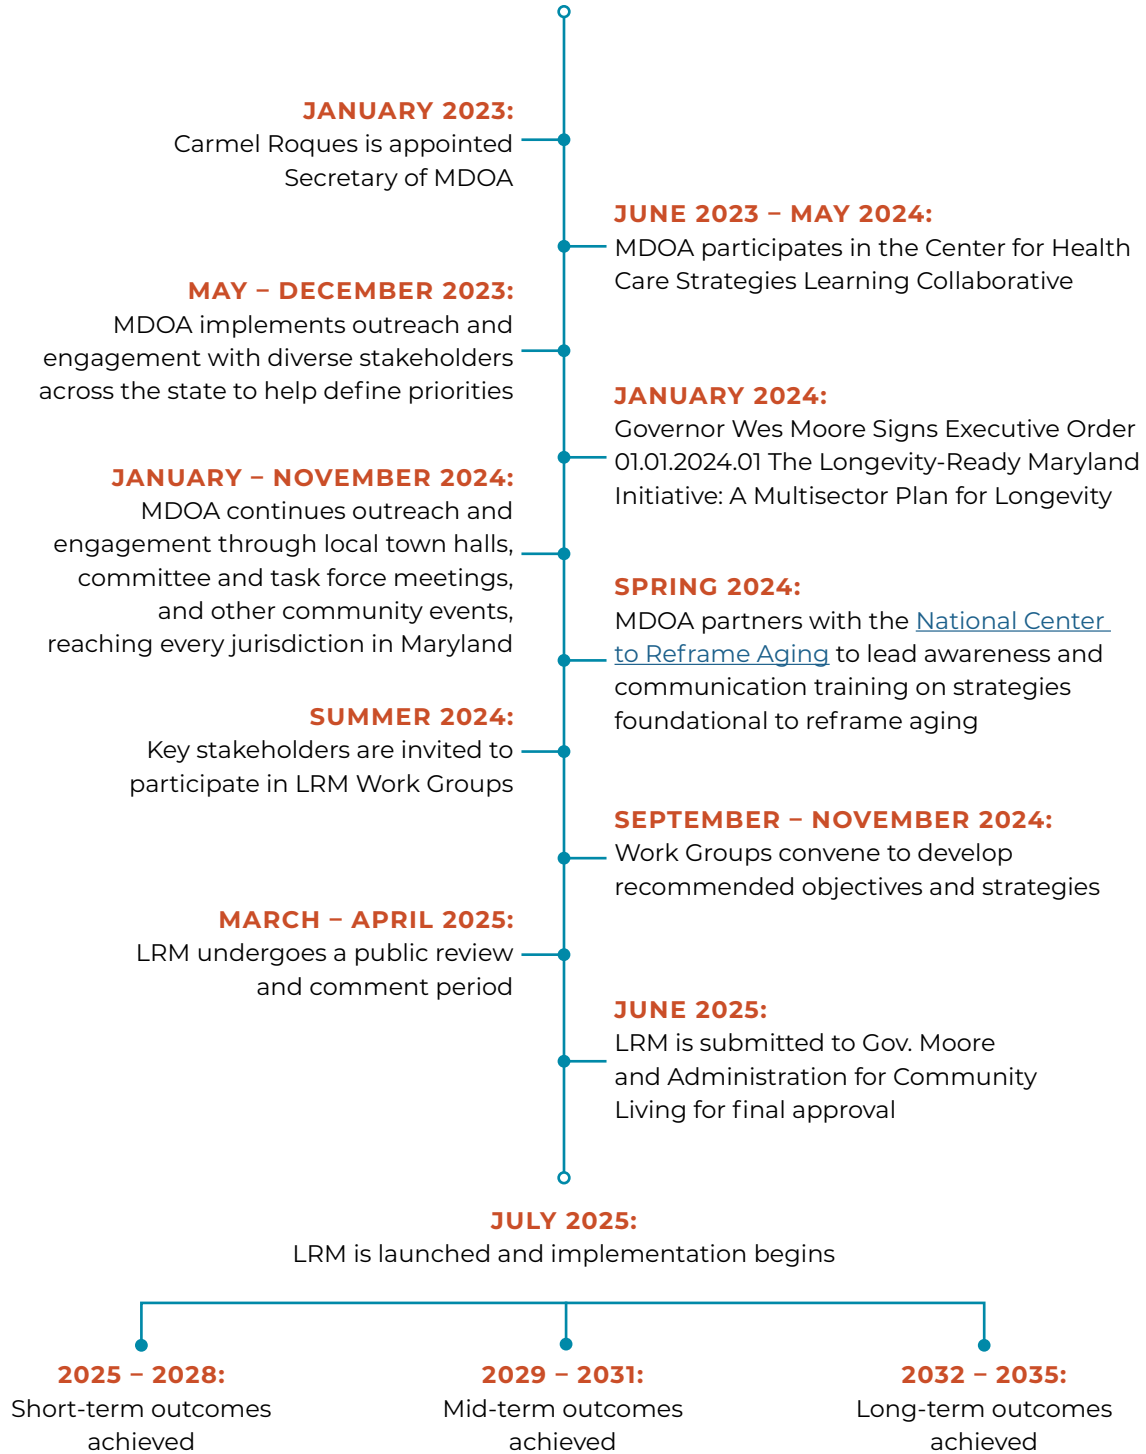 JANUARY 2023:
Carmel Roques is appointed
Secretary of MDOA
JUNE 2023 – MAY 2024:
MDOA participates in the Center for Health
Care Strategies Learning Collaborative
MAY – DECEMBER 2023:
MDOA implements outreach and
engagement with diverse stakeholders
across the state to help define priorities
JANUARY 2024:
Governor Wes Moore Signs Executive Order
01.01.2024.01 The Longevity-Ready Maryland
Initiative: A Multisector Plan for Longevity
JANUARY – NOVEMBER 2024:
MDOA continues outreach and
engagement through local town halls,
committee and task force meetings,
and other community events,
reaching every jurisdiction in Maryland
SPRING 2024:
MDOA partners with the National Center
to Reframe Aging to lead awareness and
communication training on strategies
foundational to reframe aging
SUMMER 2024:
Key stakeholders are invited to
participate in LRM Work Groups
SEPTEMBER – NOVEMBER 2024:
Work Groups convene to develop
recommended objectives and strategies
MARCH – APRIL 2025:
LRM undergoes a public review
and comment period
JUNE 2025:
LRM is submitted to Gov. Moore
and Administration for Community
Living for final approval
JULY 2025:
LRM is launched and implementation begins
2025 – 2028:
Short-term outcomes
achieved
2029 – 2031:
Mid-term outcomes
achieved
2032 – 2035:
Long-term outcomes
achieved